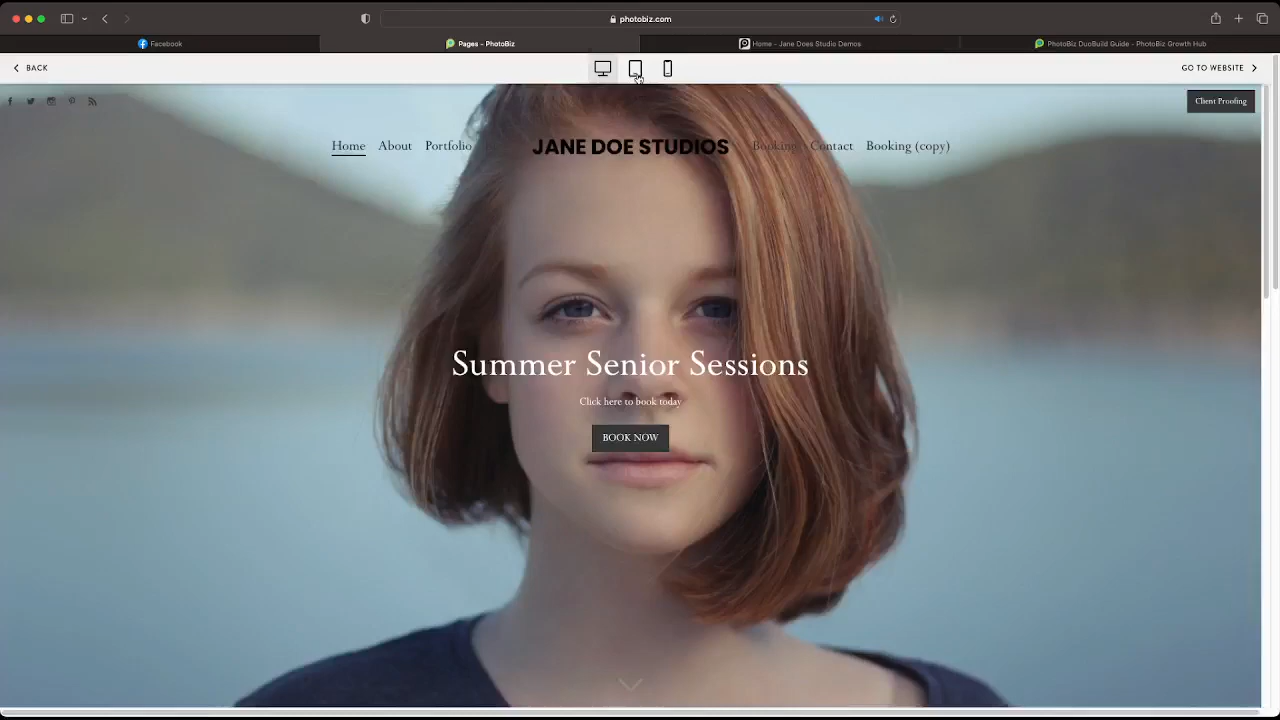 photobiz.com
Facebook
Pages – PhotoBiz
Home - Jane Does Studio Demos
PhotoBiz DuoBuild Guide - PhotoBiz Growth Hub
BACK
GO TO WEBSITE
Client Proofing
Home About Portfolio JANE DOE STUDIOS Booking Contact Booking (copy)
Summer Senior Sessions
Click here to book today
BOOK NOW